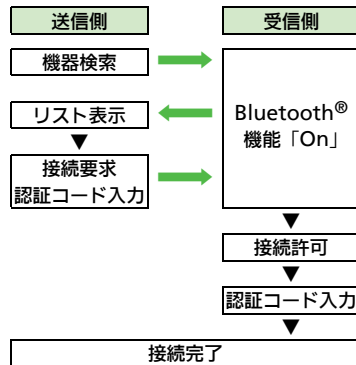 送信側
受信側
機器検索
リスト表示
▼
接続要求
認証コード入力
Bluetooth®
機能「On」
▼
接続許可
▼
認証コード入力
▼
接続完了